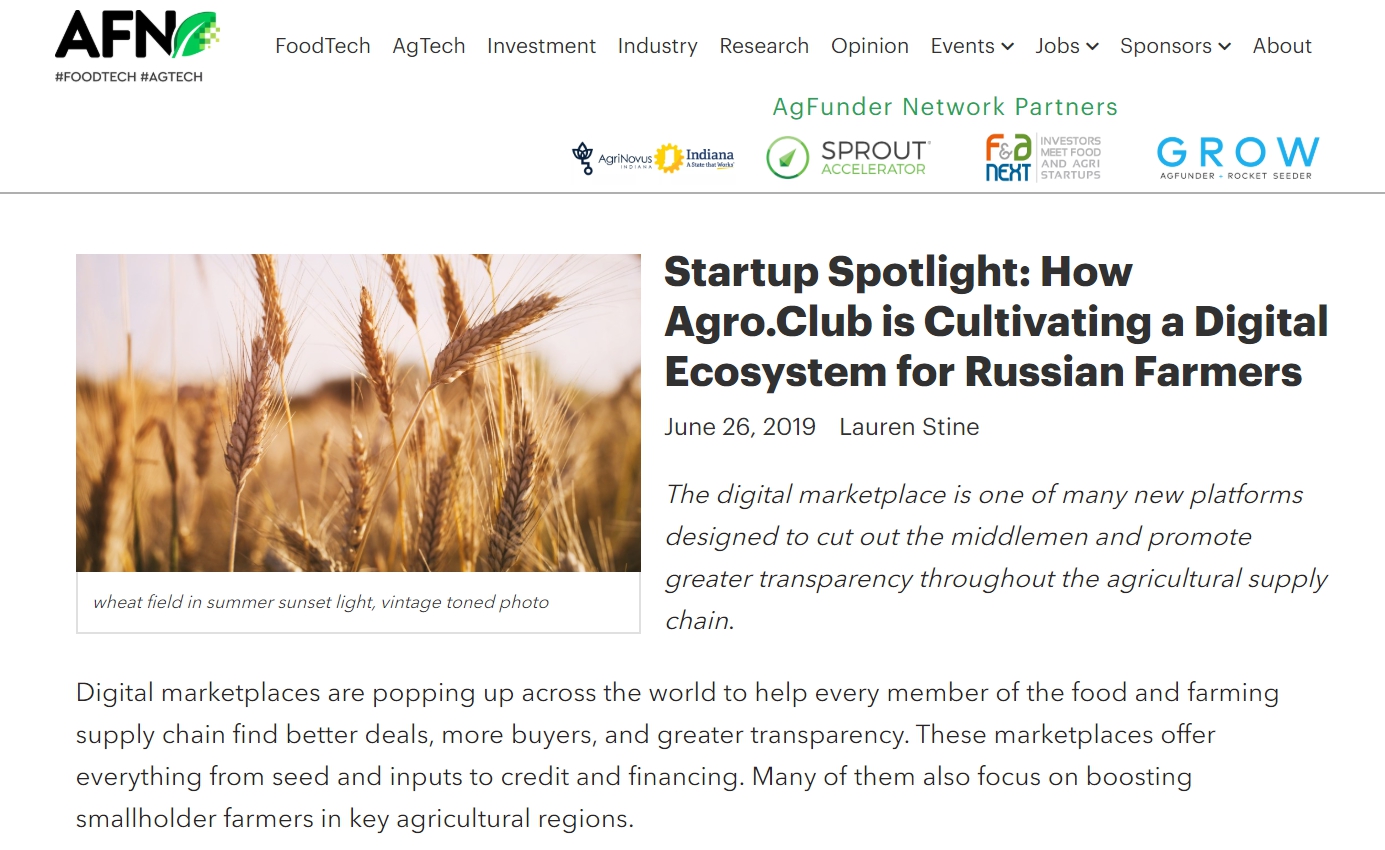 AFN
#FOODTECH #AGTECH
FoodTech AgTech Investment Industry Research Opinion Events Jobs Sponsors About
AgFunder Network Partners
AgriNovus
INDIANA
Indiana
A State that Works
SPROUT
ACCELERATOR
F&A
NEXT
INVESTORS
MEET FOOD
AND AGRI
STARTUPS
GROW
AGFUNDER + ROCKET SEEDER
Startup Spotlight: How
Agro.Club is Cultivating a Digital
Ecosystem for Russian Farmers
June 26, 2019 Lauren Stine
The digital marketplace is one of many new platforms
designed to cut out the middlemen and promote
greater transparency throughout the agricultural supply
chain.
wheat field in summer sunset light, vintage toned photo
Digital marketplaces are popping up across the world to help every member of the food and farming
supply chain find better deals, more buyers, and greater transparency. These marketplaces offer
everything from seed and inputs to credit and financing. Many of them also focus on boosting
smallholder farmers in key agricultural regions.